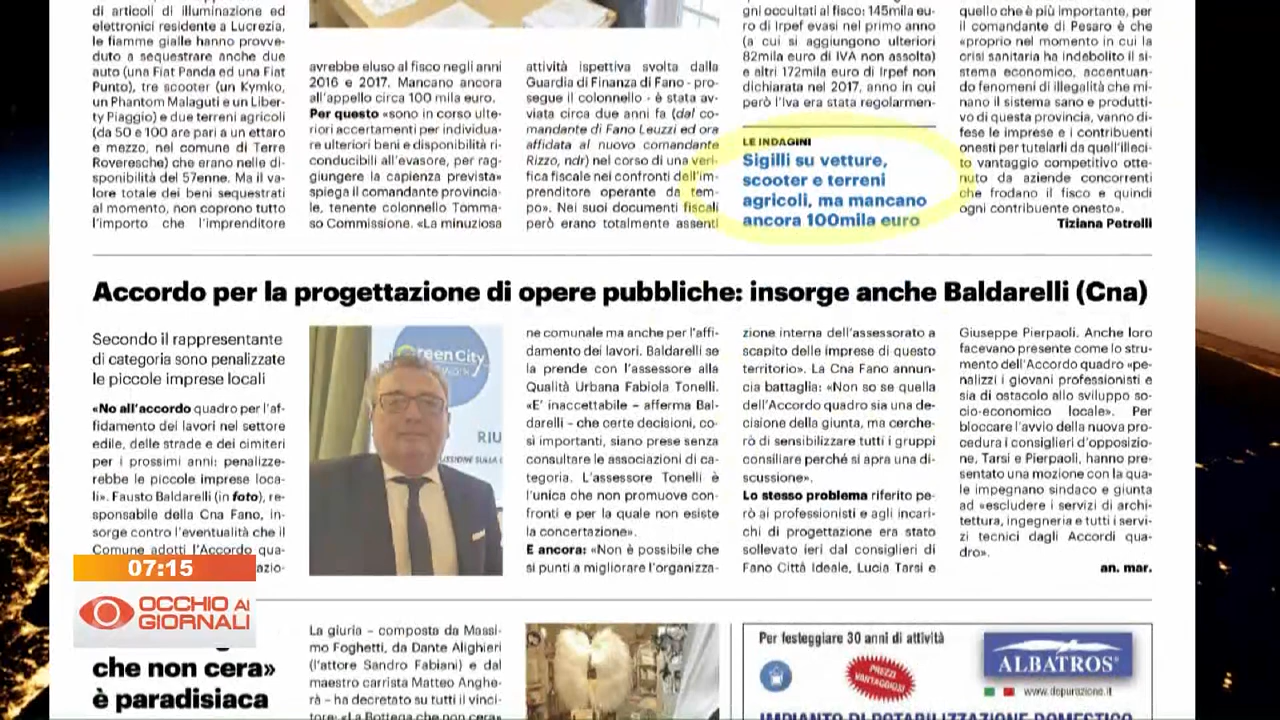 di articoli di illuminazione ed
elettronici residente a Lucrezia,
le fiamme gialle hanno provve-
duto a sequestrare anche due
auto (una Fiat Panda ed una Fiat
Punto), tre scooter (un Kymko,
un Phantom Malaguti e un Liber-
ty Piaggio) e due terreni agricoli
(da 50 e 100 are pari a un ettaro
e mezzo, nel comune di Terre
Roveresche) che erano nelle di-
sponibilità del 57enne. Ma il va-
lore totale dei beni sequestrati
al momento, non coprono tutto
l'importo che l'imprenditore
avrebbe eluso al fisco negli anni
2016 e 2017. Mancano ancora
all'appello circa 100 mila euro.
Per questo «sono in corso ulte-
riori accertamenti per individua-
re ulteriori beni e disponibilità ri-
conducibili all'evasore, per rag-
giungere la capienza prevista»
spiega il comandante provincia-
le, tenente colonnello Tomma-
so Commissione. «La minuziosa
attività ispettiva svolta dalla
Guardia di Finanza di Fano - pro-
segue il colonnello - è stata av-
viata circa due anni fa (dal co-
mandante di Fano Leuzzi ed ora
affidata al nuovo comandante
Rizzo, ndr) nel corso di una veri-
fica fiscale nei confronti dell'im-
prenditore operante da tem-
po». Nei suoi documenti fiscali
però erano totalmente assenti
gni occultati al fisco: 145mila eu-
ro di Irpef evasi nel primo anno
(a cui si aggiungono ulteriori
82mila euro di IVA non assolta)
e altri 172mila euro di Irpef non
dichiarata nel 2017, anno in cui
però l'Iva era stata regolarmen-
LE INDAGINI
Sigilli su vetture,
scooter e terreni
agricoli, ma mancano
ancora 100mila euro
quello che è più importante, per
il comandante di Pesaro è che
«proprio nel momento in cui la
crisi sanitaria ha indebolito il si-
stema economico, accentuan-
do fenomeni di illegalità che mi-
nano il sistema sano e produtti-
vo di questa provincia, vanno di-
fese le imprese e i contribuenti
onesti per tutelarli da quell'illeci-
to vantaggio competitivo otte-
nuto da aziende concorrenti
che frodano il fisco e quindi
ogni contribuente onesto».
Tiziana Petrelli
Accordo per la progettazione di opere pubbliche: insorge anche Baldarelli (Cna)
Secondo il rappresentante
di categoria sono penalizzate
le piccole imprese locali
«No all'accordo quadro per l'af-
fidamento dei lavori nel settore
edile, delle strade e dei cimiteri
per i prossimi anni: penalizze-
rebbe le piccole imprese loca-
li». Fausto Baldarelli (in foto), re-
sponsabile della Cna Fano, in-
sorge contro l'eventualità che il
Comune adotti l'Accordo qua-
azio-
Green City
RIU
ne comunale ma anche per l'affi-
damento dei lavori. Baldarelli se
la prende con l'assessore alla
Qualità Urbana Fabiola Tonelli.
«E' inaccettabile – afferma Bal-
darelli – che certe decisioni, co-
sì importanti, siano prese senza
consultare le associazioni di ca-
tegoria. L'assessore Tonelli è
l'unica che non promuove con-
fronti e per la quale non esiste
la concertazione».
E ancora: «Non è possibile che
si punti a migliorare l'organizza-
zione interna dell'assessorato a
scapito delle imprese di questo
territorio». La Cna Fano annun-
cia battaglia: «Non so se quella
dell'Accordo quadro sia una de-
cisione della giunta, ma cerche-
rò di sensibilizzare tutti i gruppi
consiliare perché si apra una di-
scussione».
Lo stesso problema riferito pe-
rò ai professionisti e agli incari-
chi di progettazione era stato
sollevato ieri dal consiglieri di
Fano Città Ideale, Lucia Tarsi e
Giuseppe Pierpaoli. Anche loro
facevano presente come lo stru-
mento dell'Accordo quadro «pe-
nalizzi i giovani professionisti e
sia di ostacolo allo sviluppo so-
cio-economico locale». Per
bloccare l'avvio della nuova pro-
cedura i consiglieri d'opposizio-
ne, Tarsi e Pierpaoli, hanno pre-
sentato una mozione con la qua-
le impegnano sindaco e giunta
ad «escludere i servizi di archi-
tettura, ingegneria e tutti i servi-
zi tecnici dagli Accordi qua-
dro».
an. mar.
07:15
OCCHIO AI
GIORNALI
che non cera»
è paradisiaca
La giuria – composta da Massi-
mo Foghetti, da Dante Alighieri
(l'attore Sandro Fabiani) e dal
maestro carrista Matteo Anghe-
rà – ha decretato su tutti il vinci-
tore: «La Bottega che non cera»
Per festeggiare 30 anni di attività
PREZZI
VANTAGGIOSI
ALBATROS®
www.depurazione.it
IMPIANTO DI POTABILIZZAZIONE DOMESTICO